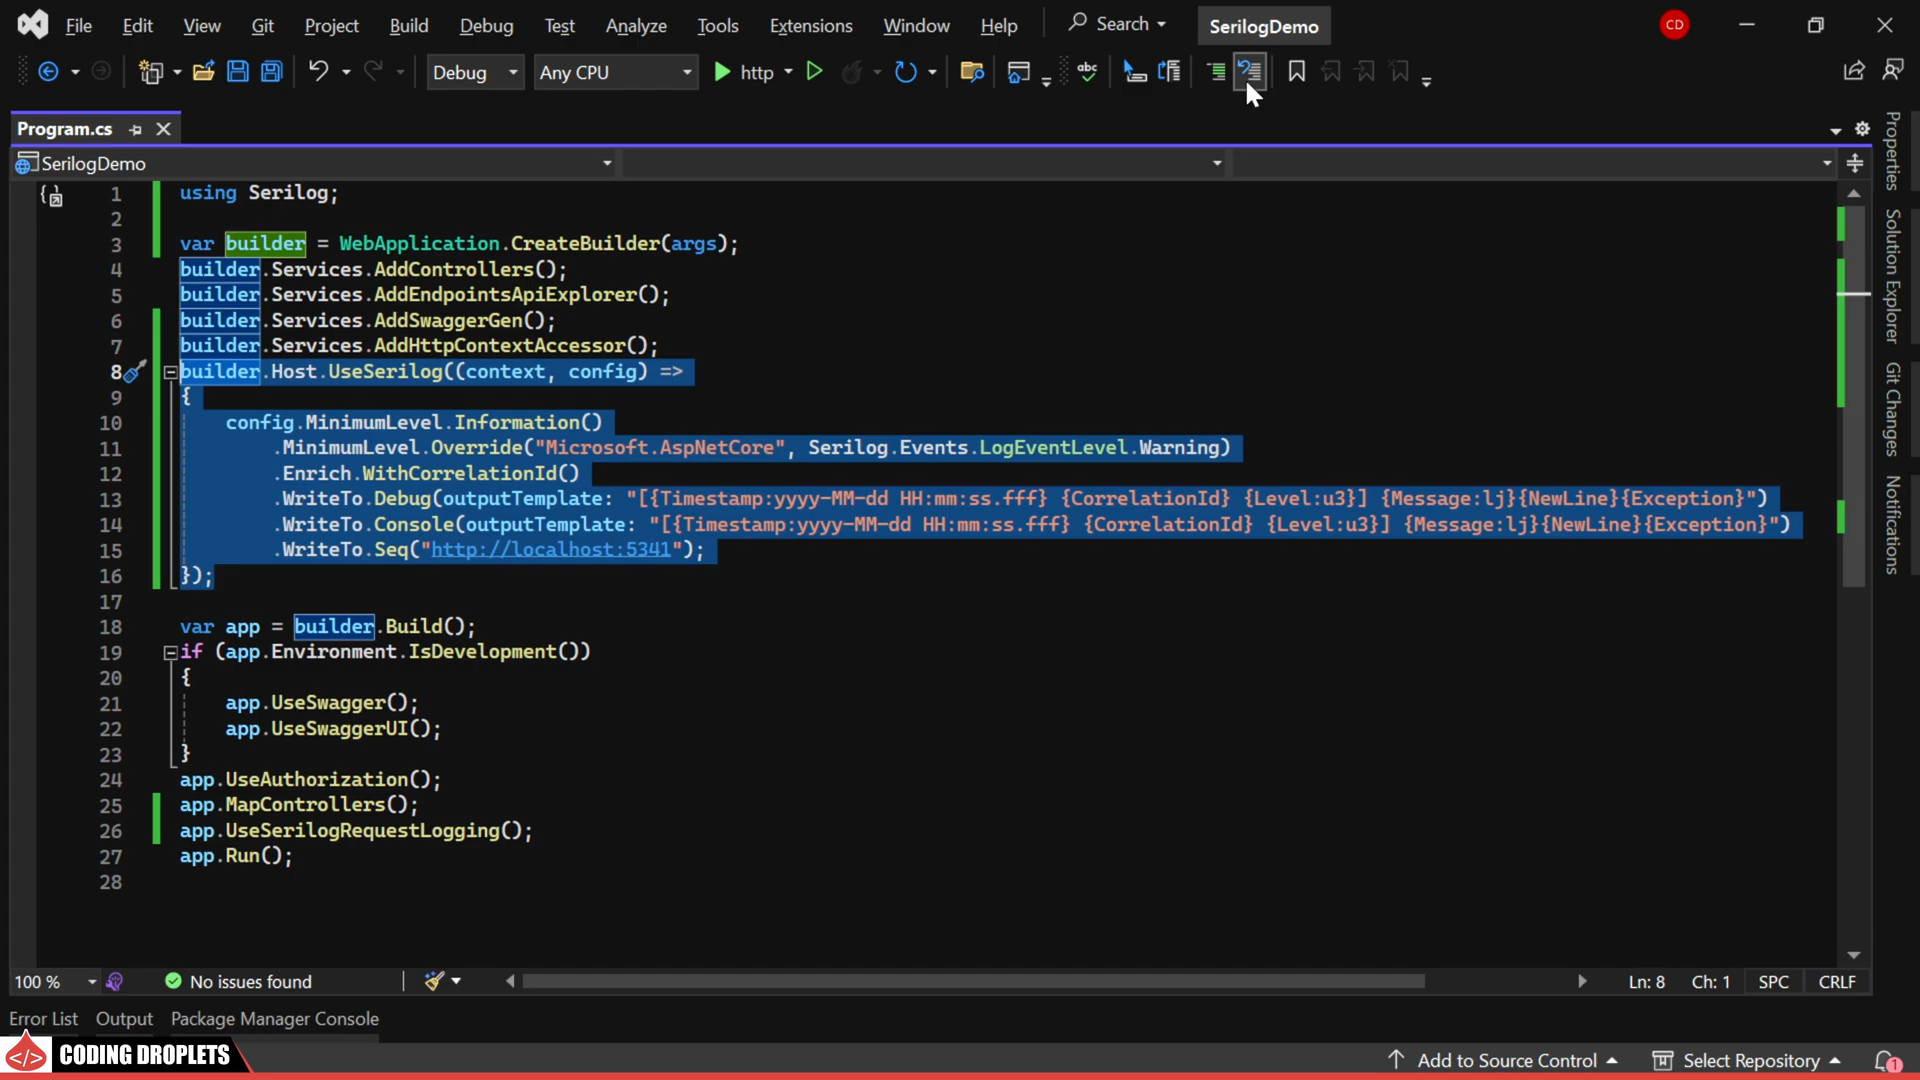 File Edit View Git Project Build Debug Test Analyze Tools Extensions Window Help Search SerilogDemo CD
Debug Any CPU http abc
Program.cs
SerilogDemo
1 using Serilog;
2
3 var builder = WebApplication.CreateBuilder(args);
4 builder.Services.AddControllers();
5 builder.Services.AddEndpointsApiExplorer();
6 builder.Services.AddSwaggerGen();
7 builder.Services.AddHttpContextAccessor();
8 builder.Host.UseSerilog((context, config) =>
9 {
10 config.MinimumLevel.Information()
11 .MinimumLevel.Override("Microsoft.AspNetCore", Serilog.Events.LogEventLevel.Warning)
12 .Enrich.WithCorrelationId()
13 .WriteTo.Debug(outputTemplate: "[{Timestamp:yyyy-MM-dd HH:mm:ss.fff} {CorrelationId} {Level:u3}] {Message:lj}{NewLine}{Exception}")
14 .WriteTo.Console(outputTemplate: "[{Timestamp:yyyy-MM-dd HH:mm:ss.fff} {CorrelationId} {Level:u3}] {Message:lj}{NewLine}{Exception}")
15 .WriteTo.Seq("http://localhost:5341");
16 });
17
18 var app = builder.Build();
19 if (app.Environment.IsDevelopment())
20 {
21 app.UseSwagger();
22 app.UseSwaggerUI();
23 }
24 app.UseAuthorization();
25 app.MapControllers();
26 app.UseSerilogRequestLogging();
27 app.Run();
28
Properties
Solution Explorer
Git Changes
Notifications
100 % No issues found Ln: 8 Ch: 1 SPC CRLF
Error List Output Package Manager Console
</> CODING DROPLETS
Add to Source Control Select Repository 1